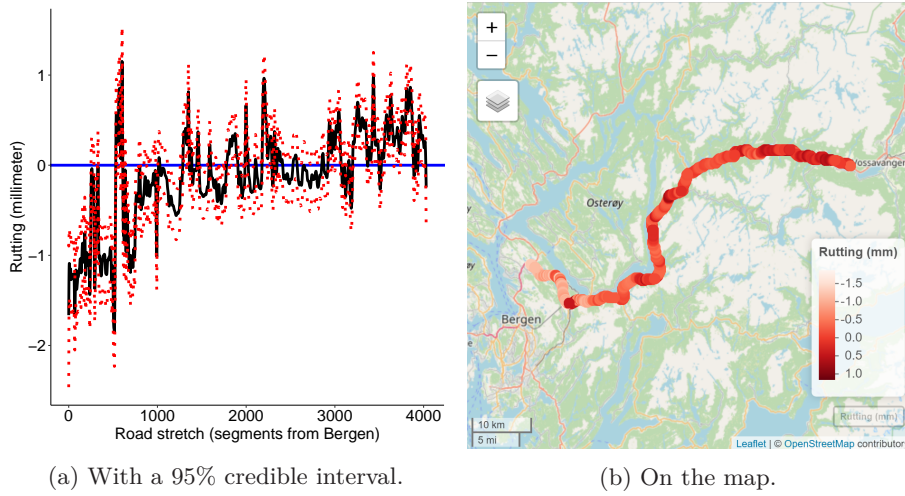 1
0
−1
−2
Rutting (millimeter)
0
1000
2000
3000
4000
Road stretch (segments from Bergen)
(a) With a 95% credible interval.
+
−
Osterøy
Vossavangen
Bergen
Rutting (mm)
-1.5
-1.0
-0.5
0.0
0.5
1.0
Rutting (mm)
10 km
5 mi
Leaflet | © OpenStreetMap contributor
(b) On the map.